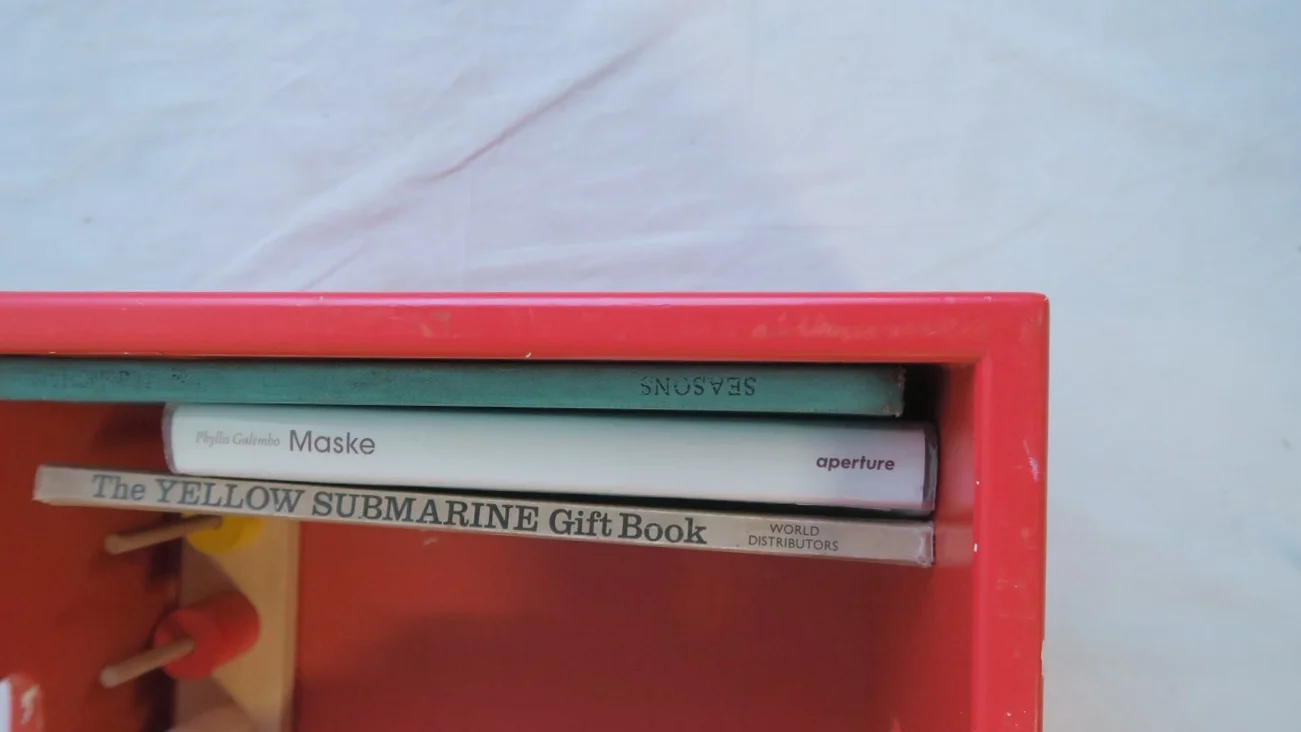 SEASONS
Phyllis Galembo Maske aperture
The YELLOW SUBMARINE Gift Book WORLD
DISTRIBUTORS